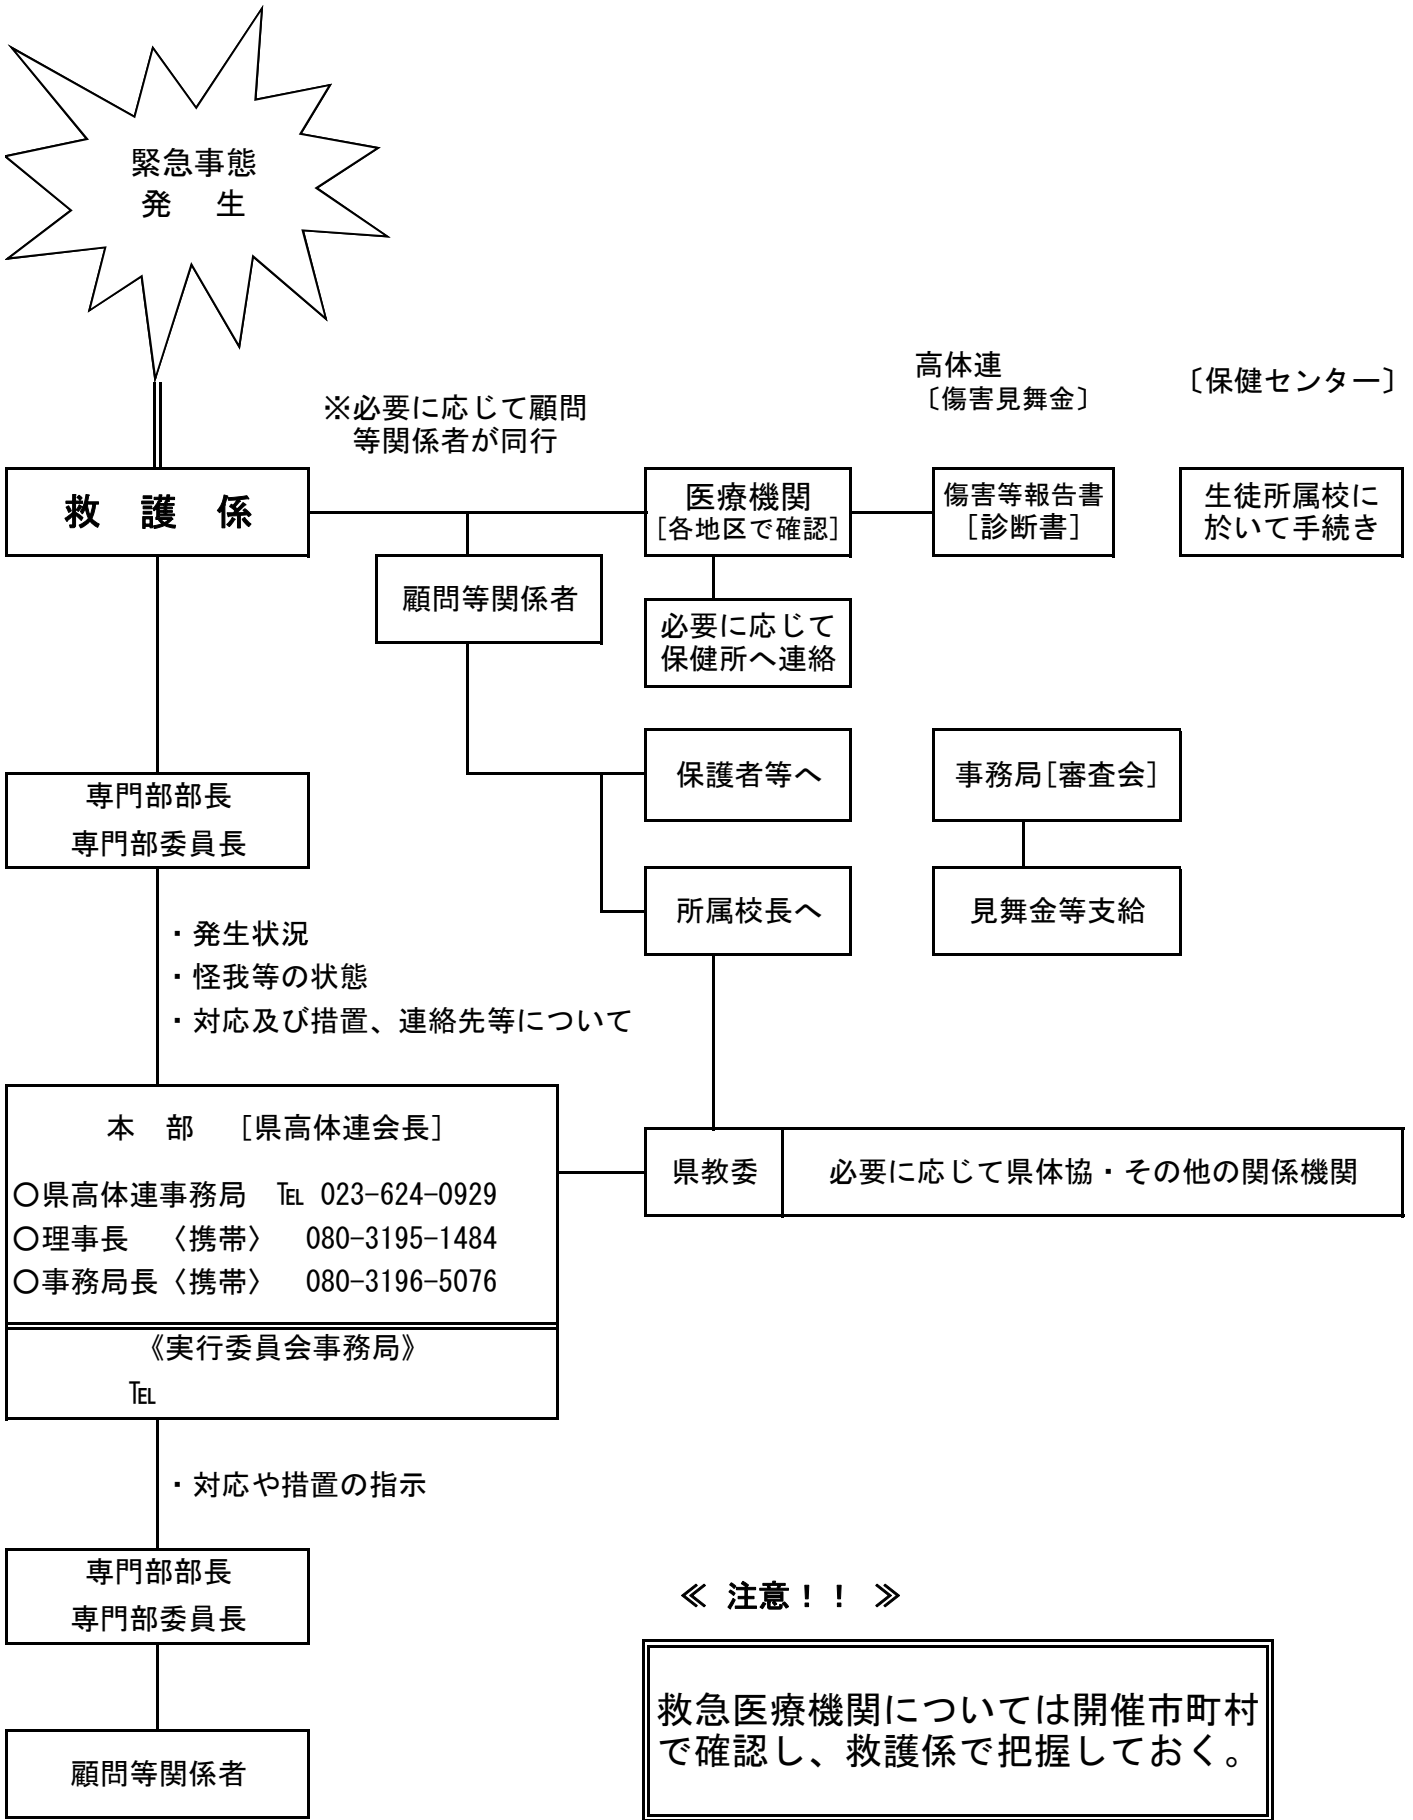 緊急事態
発　生
高体連
〔傷害見舞金〕
〔保健センター〕
※必要に応じて顧問
等関係者が同行
救　護　係
医療機関
[各地区で確認]
傷害等報告書
[診断書]
生徒所属校に
於いて手続き
顧問等関係者
必要に応じて
保健所へ連絡
保護者等へ
事務局[審査会]
専門部部長
専門部委員長
所属校長へ
見舞金等支給
・発生状況
・怪我等の状態
・対応及び措置、連絡先等について
本　部　[県高体連会長]
〇県高体連事務局　℡ 023-624-0929
〇理事長　〈携帯〉　080-3195-1484
〇事務局長〈携帯〉　080-3196-5076
県教委
必要に応じて県体協・その他の関係機関
《実行委員会事務局》
℡
・対応や措置の指示
専門部部長
専門部委員長
≪ 注意！！ ≫
救急医療機関については開催市町村
で確認し、救護係で把握しておく。
顧問等関係者